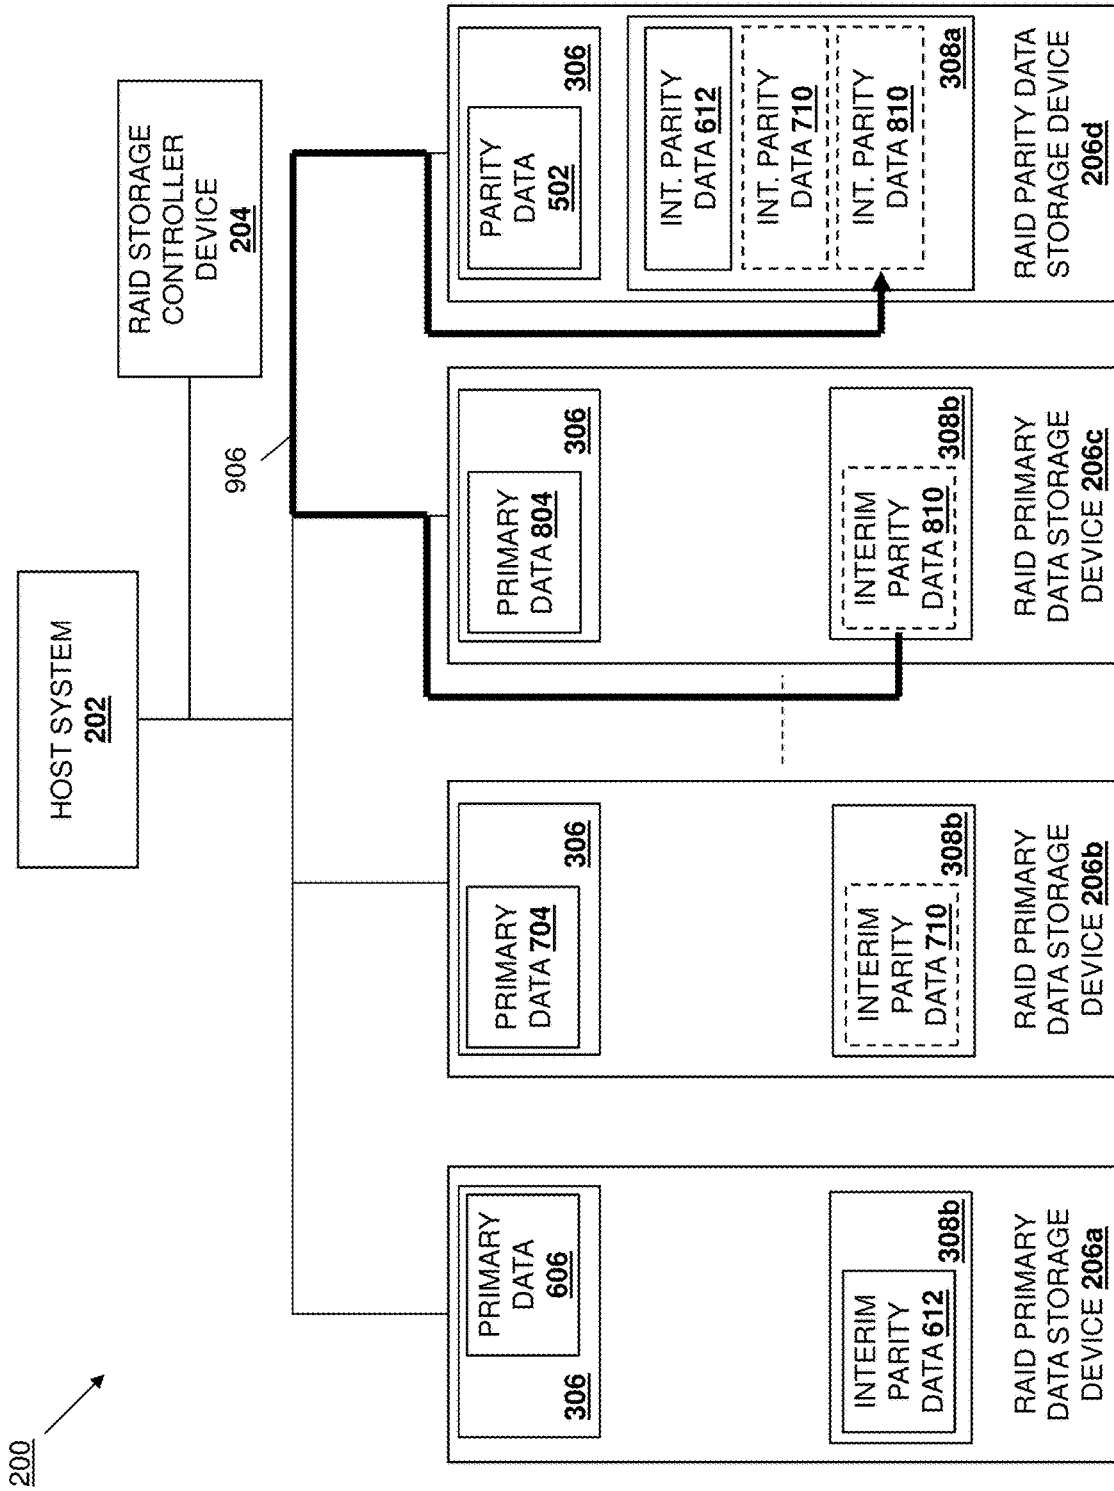 200
HOST SYSTEM
202
RAID STORAGE
CONTROLLER
DEVICE
204
906
PRIMARY
DATA
606
306
INTERIM
PARITY
DATA 612
308b
RAID PRIMARY
DATA STORAGE
DEVICE 206a
PRIMARY
DATA 704
306
INTERIM
PARITY
DATA 710
308b
RAID PRIMARY
DATA STORAGE
DEVICE 206b
PRIMARY
DATA 804
306
INTERIM
PARITY
DATA 810
308b
RAID PRIMARY
DATA STORAGE
DEVICE 206c
PARITY
DATA
502
306
INT. PARITY
DATA 612
INT. PARITY
DATA 710
INT. PARITY
DATA 810
308a
RAID PARITY DATA
STORAGE DEVICE
206d